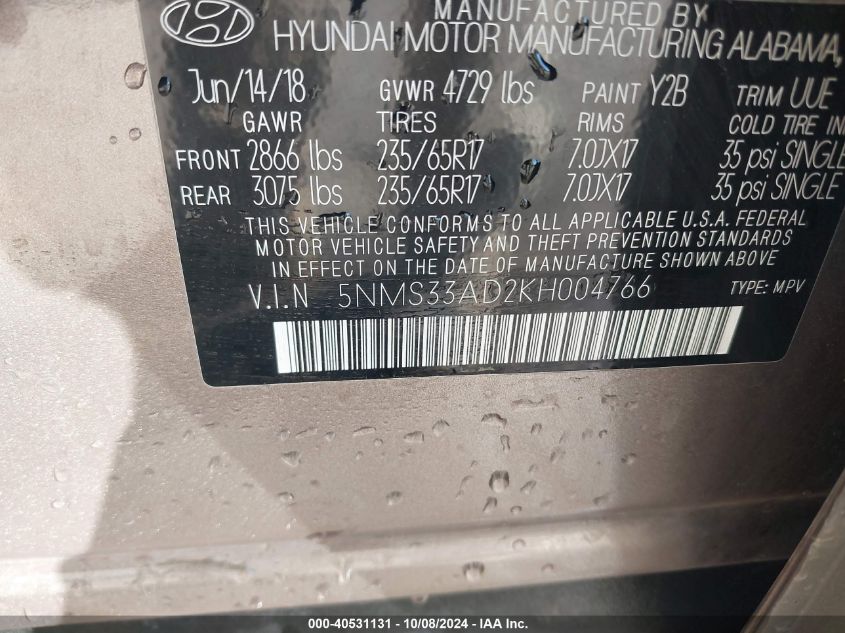 MANUFACTURED BY
HYUNDAI MOTOR MANUFACTURING ALABAMA,
Jun/14/18 GVWR 4729 lbs PAINT Y2B TRIM UUE
GAWR TIRES RIMS COLD TIRE IN
FRONT 2866 lbs 235/65R17 7.0JX17 35 psi SINGLE
REAR 3075 lbs 235/65R17 7.0JX17 35 psi SINGLE
THIS VEHICLE CONFORMS TO ALL APPLICABLE U.S.A. FEDERAL
MOTOR VEHICLE SAFETY AND THEFT PREVENTION STANDARDS
IN EFFECT ON THE DATE OF MANUFACTURE SHOWN ABOVE
V.I.N 5NMS33AD2KH004766 TYPE: MPV
000-40531131 - 10/08/2024 - IAA Inc.